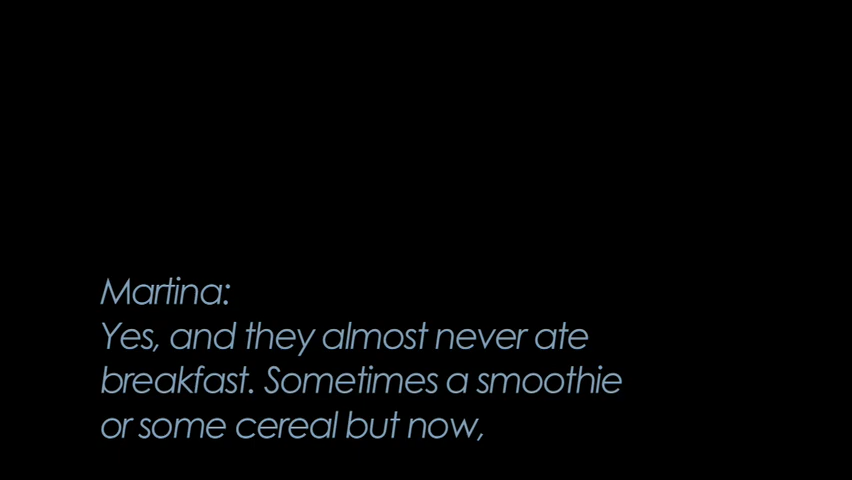 Martina:
Yes, and they almost never ate
breakfast. Sometimes a smoothie
or some cereal but now,